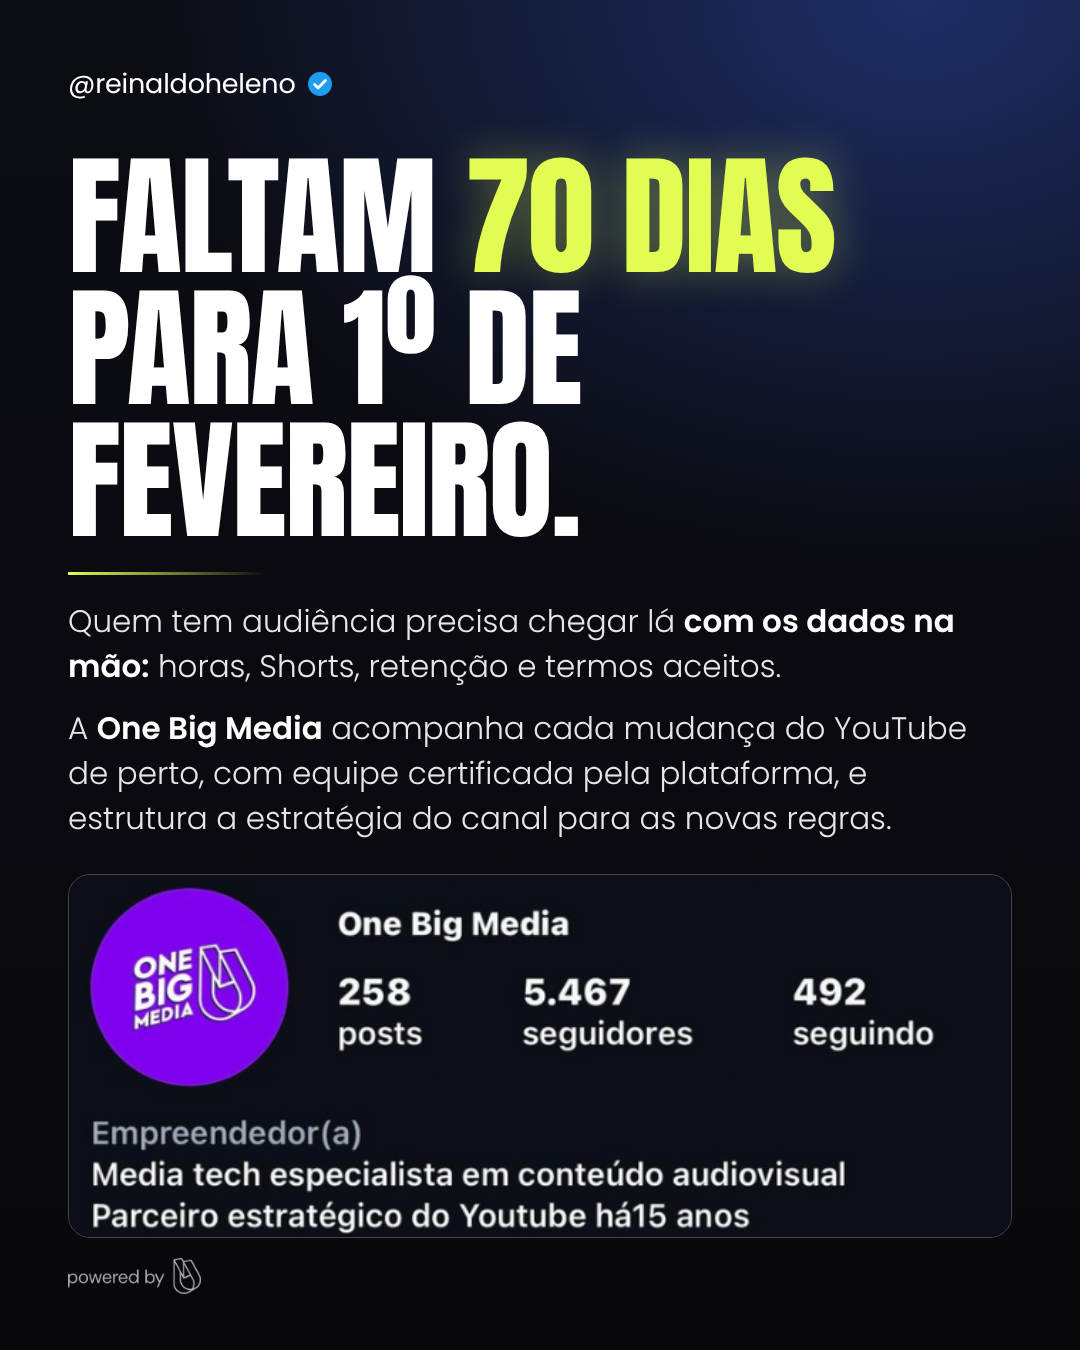 @reinaldoheleno
FALTAM 70 DIAS
PARA 1º DE
FEVEREIRO.
Quem tem audiência precisa chegar lá com os dados na
mão: horas, Shorts, retenção e termos aceitos.
A One Big Media acompanha cada mudança do YouTube
de perto, com equipe certificada pela plataforma, e
estrutura a estratégia do canal para as novas regras.
ONE
BIG
MEDIA
One Big Media
258 5.467 492
posts seguidores seguindo
Empreendedor(a)
Media tech especialista em conteúdo audiovisual
Parceiro estratégico do Youtube há15 anos
powered by